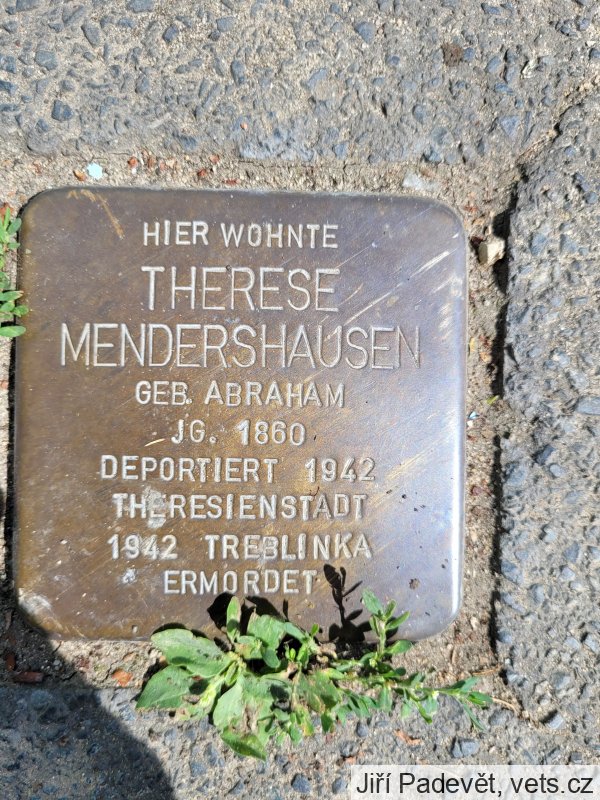 HIER WOHNTE
THERESE
MENDERSHAUSEN
GEB. ABRAHAM
JG. 1860
DEPORTIERT 1942
THERESIENSTADT
1942 TREBLINKA
ERMORDET
Jiří Padevět, vets.cz